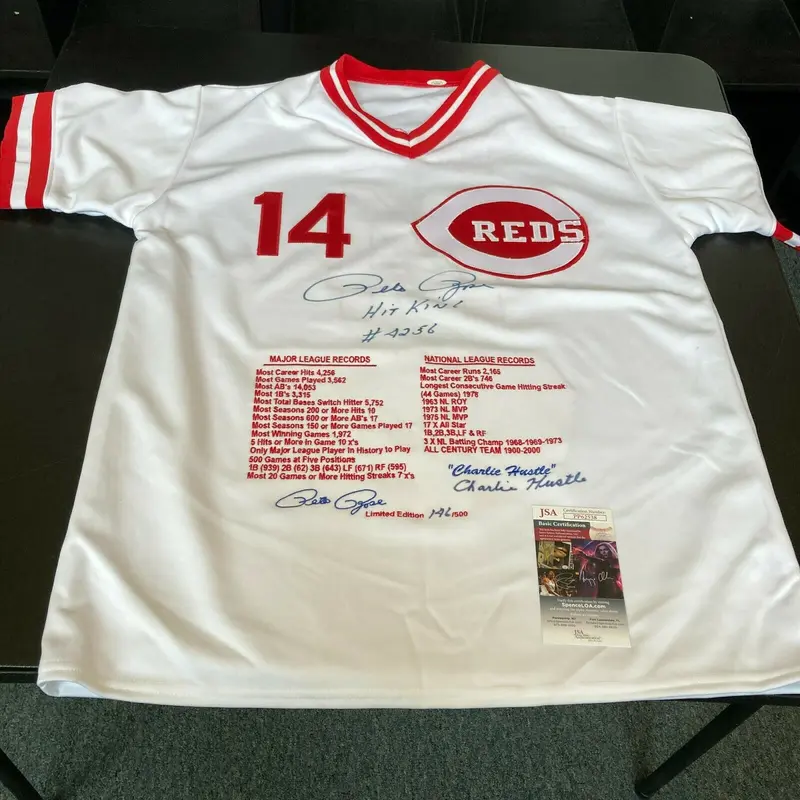 14 REDS
Pete Rose
Hit King
#4256
MAJOR LEAGUE RECORDS
Most Career Hits 4,256
Most Games Played 3,562
Most AB's 14,053
Most 1B's 3,315
Most Total Bases Switch Hitter 5,752
Most Seasons 200 or More Hits 10
Most Seasons 600 or More AB's 17
Most Seasons 150 or More Games Played 17
Most Winning Games 1,972
5 Hits or More in Game 10 x's
Only Major League Player in History to Play
500 Games at Five Positions
1B (939) 2B (62) 3B (643) LF (671) RF (595)
Most 20 Games or More Hitting Streaks 7 x's
NATIONAL LEAGUE RECORDS
Most Career Runs 2,165
Most Career 2B's 746
Longest Consecutive Game Hitting Streak
(44 Games) 1978
1963 NL ROY
1973 NL MVP
1975 NL MVP
17 X All Star
1B,2B,3B,LF & RF
3 X NL Batting Champ 1968-1969-1973
ALL CENTURY TEAM 1900-2000
"Charlie Hustle"
Charlie Hustle
Pete Rose
Limited Edition 146/500
JSA Certification Number
Basic Certification
SpenceLOA.com
JSA